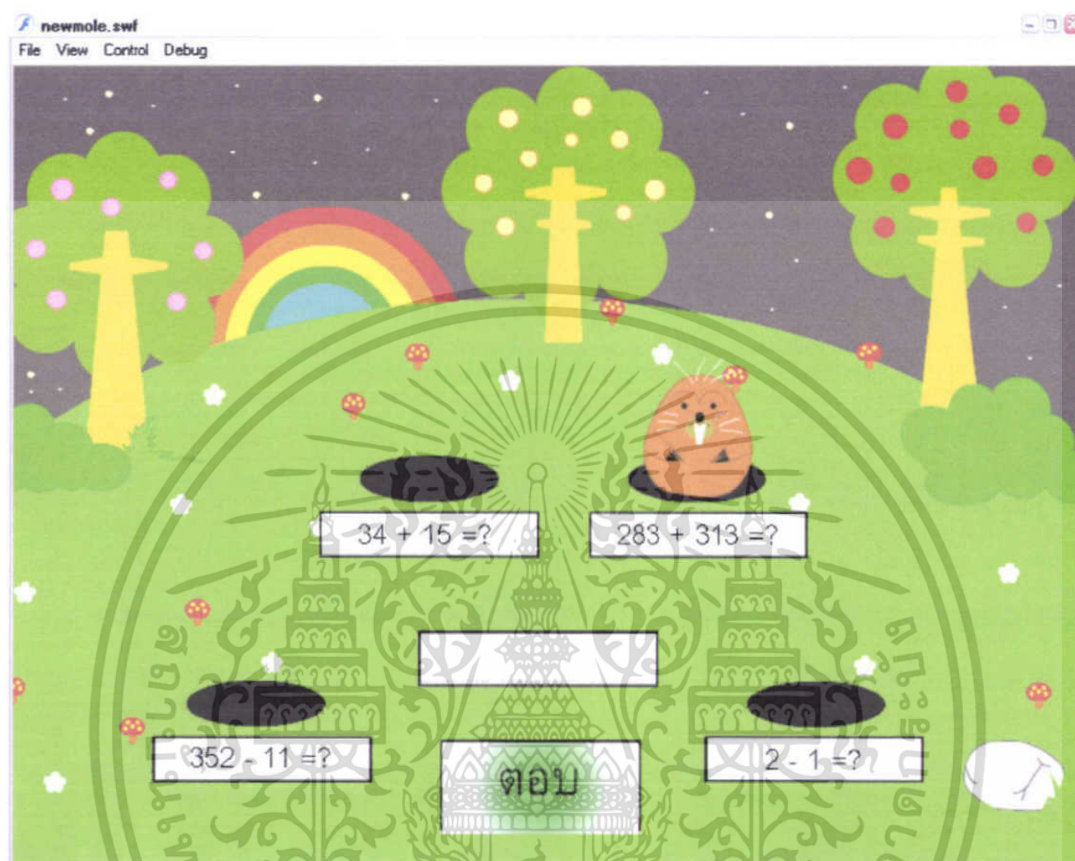 newmole.swf
File View Control Debug
34 + 15 =?
283 + 313 =?
352 - 11 =?
2 - 1 =?
ตอบ